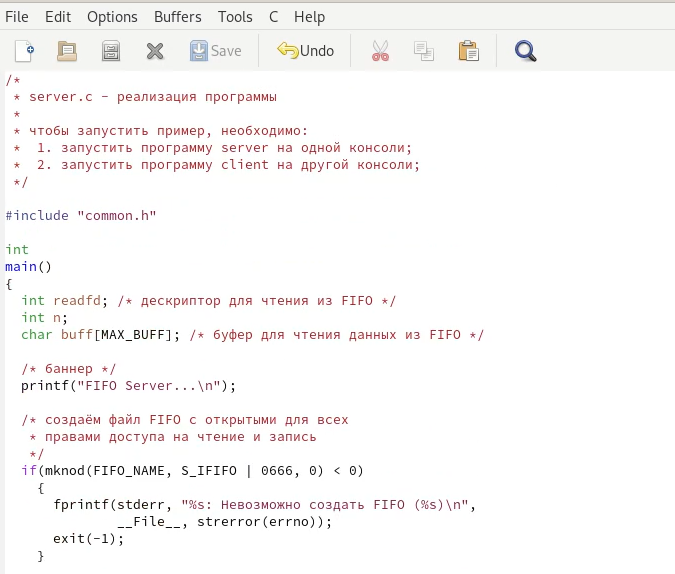 File Edit Options Buffers Tools C Help
Save Undo
/*
 * server.c - реализация программы
 *
 * чтобы запустить пример, необходимо:
 *  1. запустить программу server на одной консоли;
 *  2. запустить программу client на другой консоли;
 */
#include "common.h"
int
main()
{
  int readfd; /* дескриптор для чтения из FIFO */
  int n;
  char buff[MAX_BUFF]; /* буфер для чтения данных из FIFO */
  /* баннер */
  printf("FIFO Server...\n");
  /* создаём файл FIFO с открытыми для всех
   * правами доступа на чтение и запись
   */
  if(mknod(FIFO_NAME, S_IFIFO | 0666, 0) < 0)
    {
      fprintf(stderr, "%s: Невозможно создать FIFO (%s)\n",
              __File__, strerror(errno));
      exit(-1);
    }